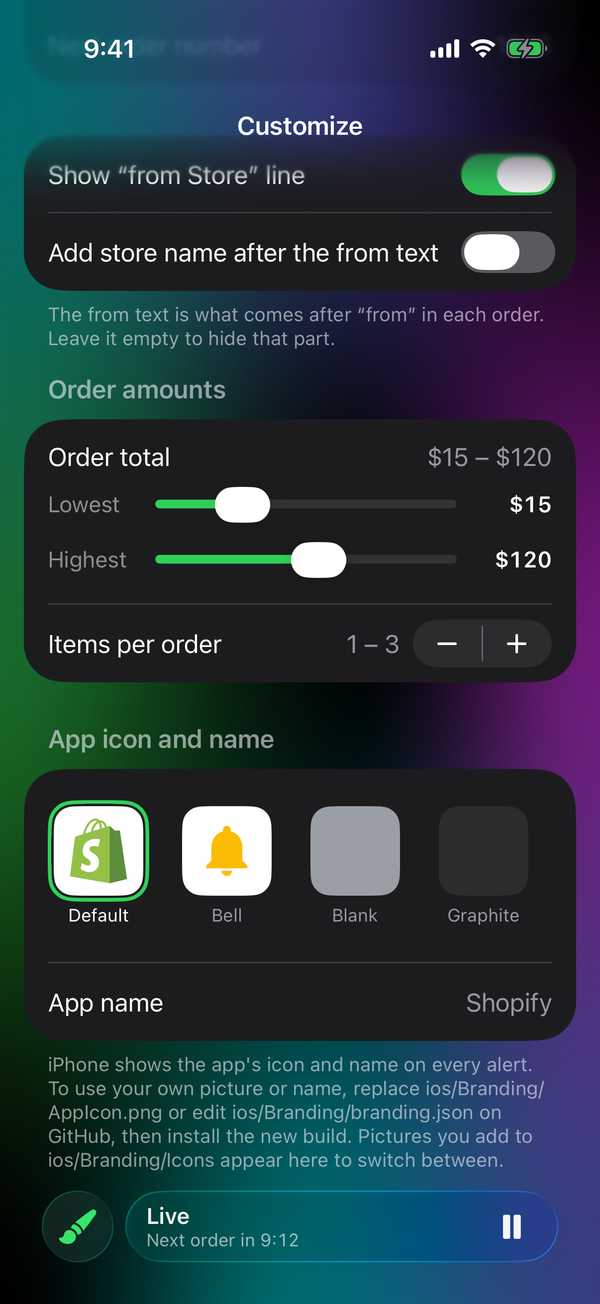 9:41
Customize
Show “from Store” line
Add store name after the from text
The from text is what comes after “from” in each order.
Leave it empty to hide that part.
Order amounts
Order total $15 – $120
Lowest $15
Highest $120
Items per order 1 – 3 − +
App icon and name
S
Default Bell Blank Graphite
App name Shopify
iPhone shows the app's icon and name on every alert.
To use your own picture or name, replace ios/Branding/
AppIcon.png or edit ios/Branding/branding.json on
GitHub, then install the new build. Pictures you add to
ios/Branding/Icons appear here to switch between.
Live
Next order in 9:12